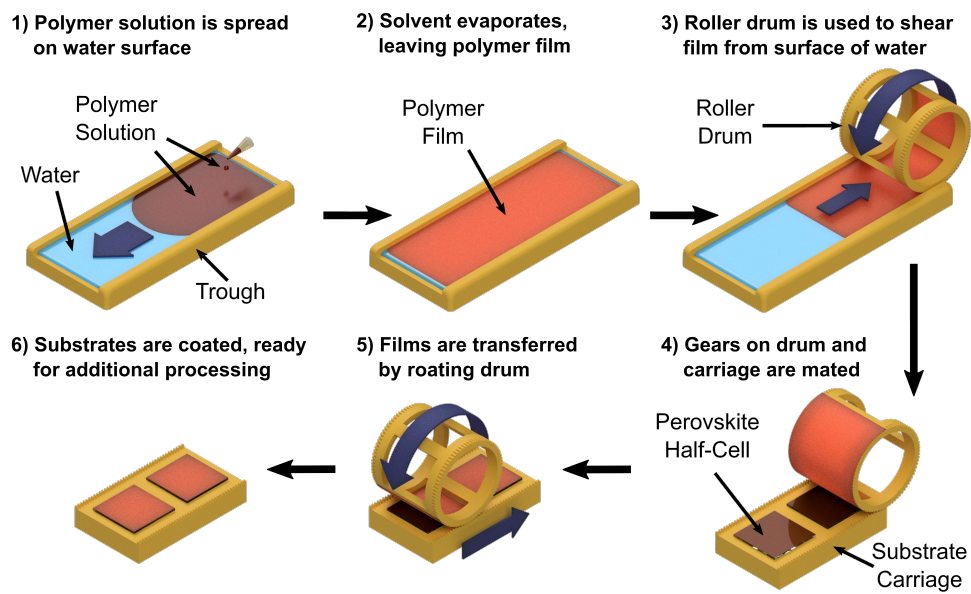 1) Polymer solution is spread
on water surface
Polymer
Solution
Water
Trough
2) Solvent evaporates,
leaving polymer film
Polymer
Film
3) Roller drum is used to shear
film from surface of water
Roller
Drum
4) Gears on drum and
carriage are mated
Perovskite
Half-Cell
Substrate
Carriage
5) Films are transferred
by roating drum
6) Substrates are coated, ready
for additional processing